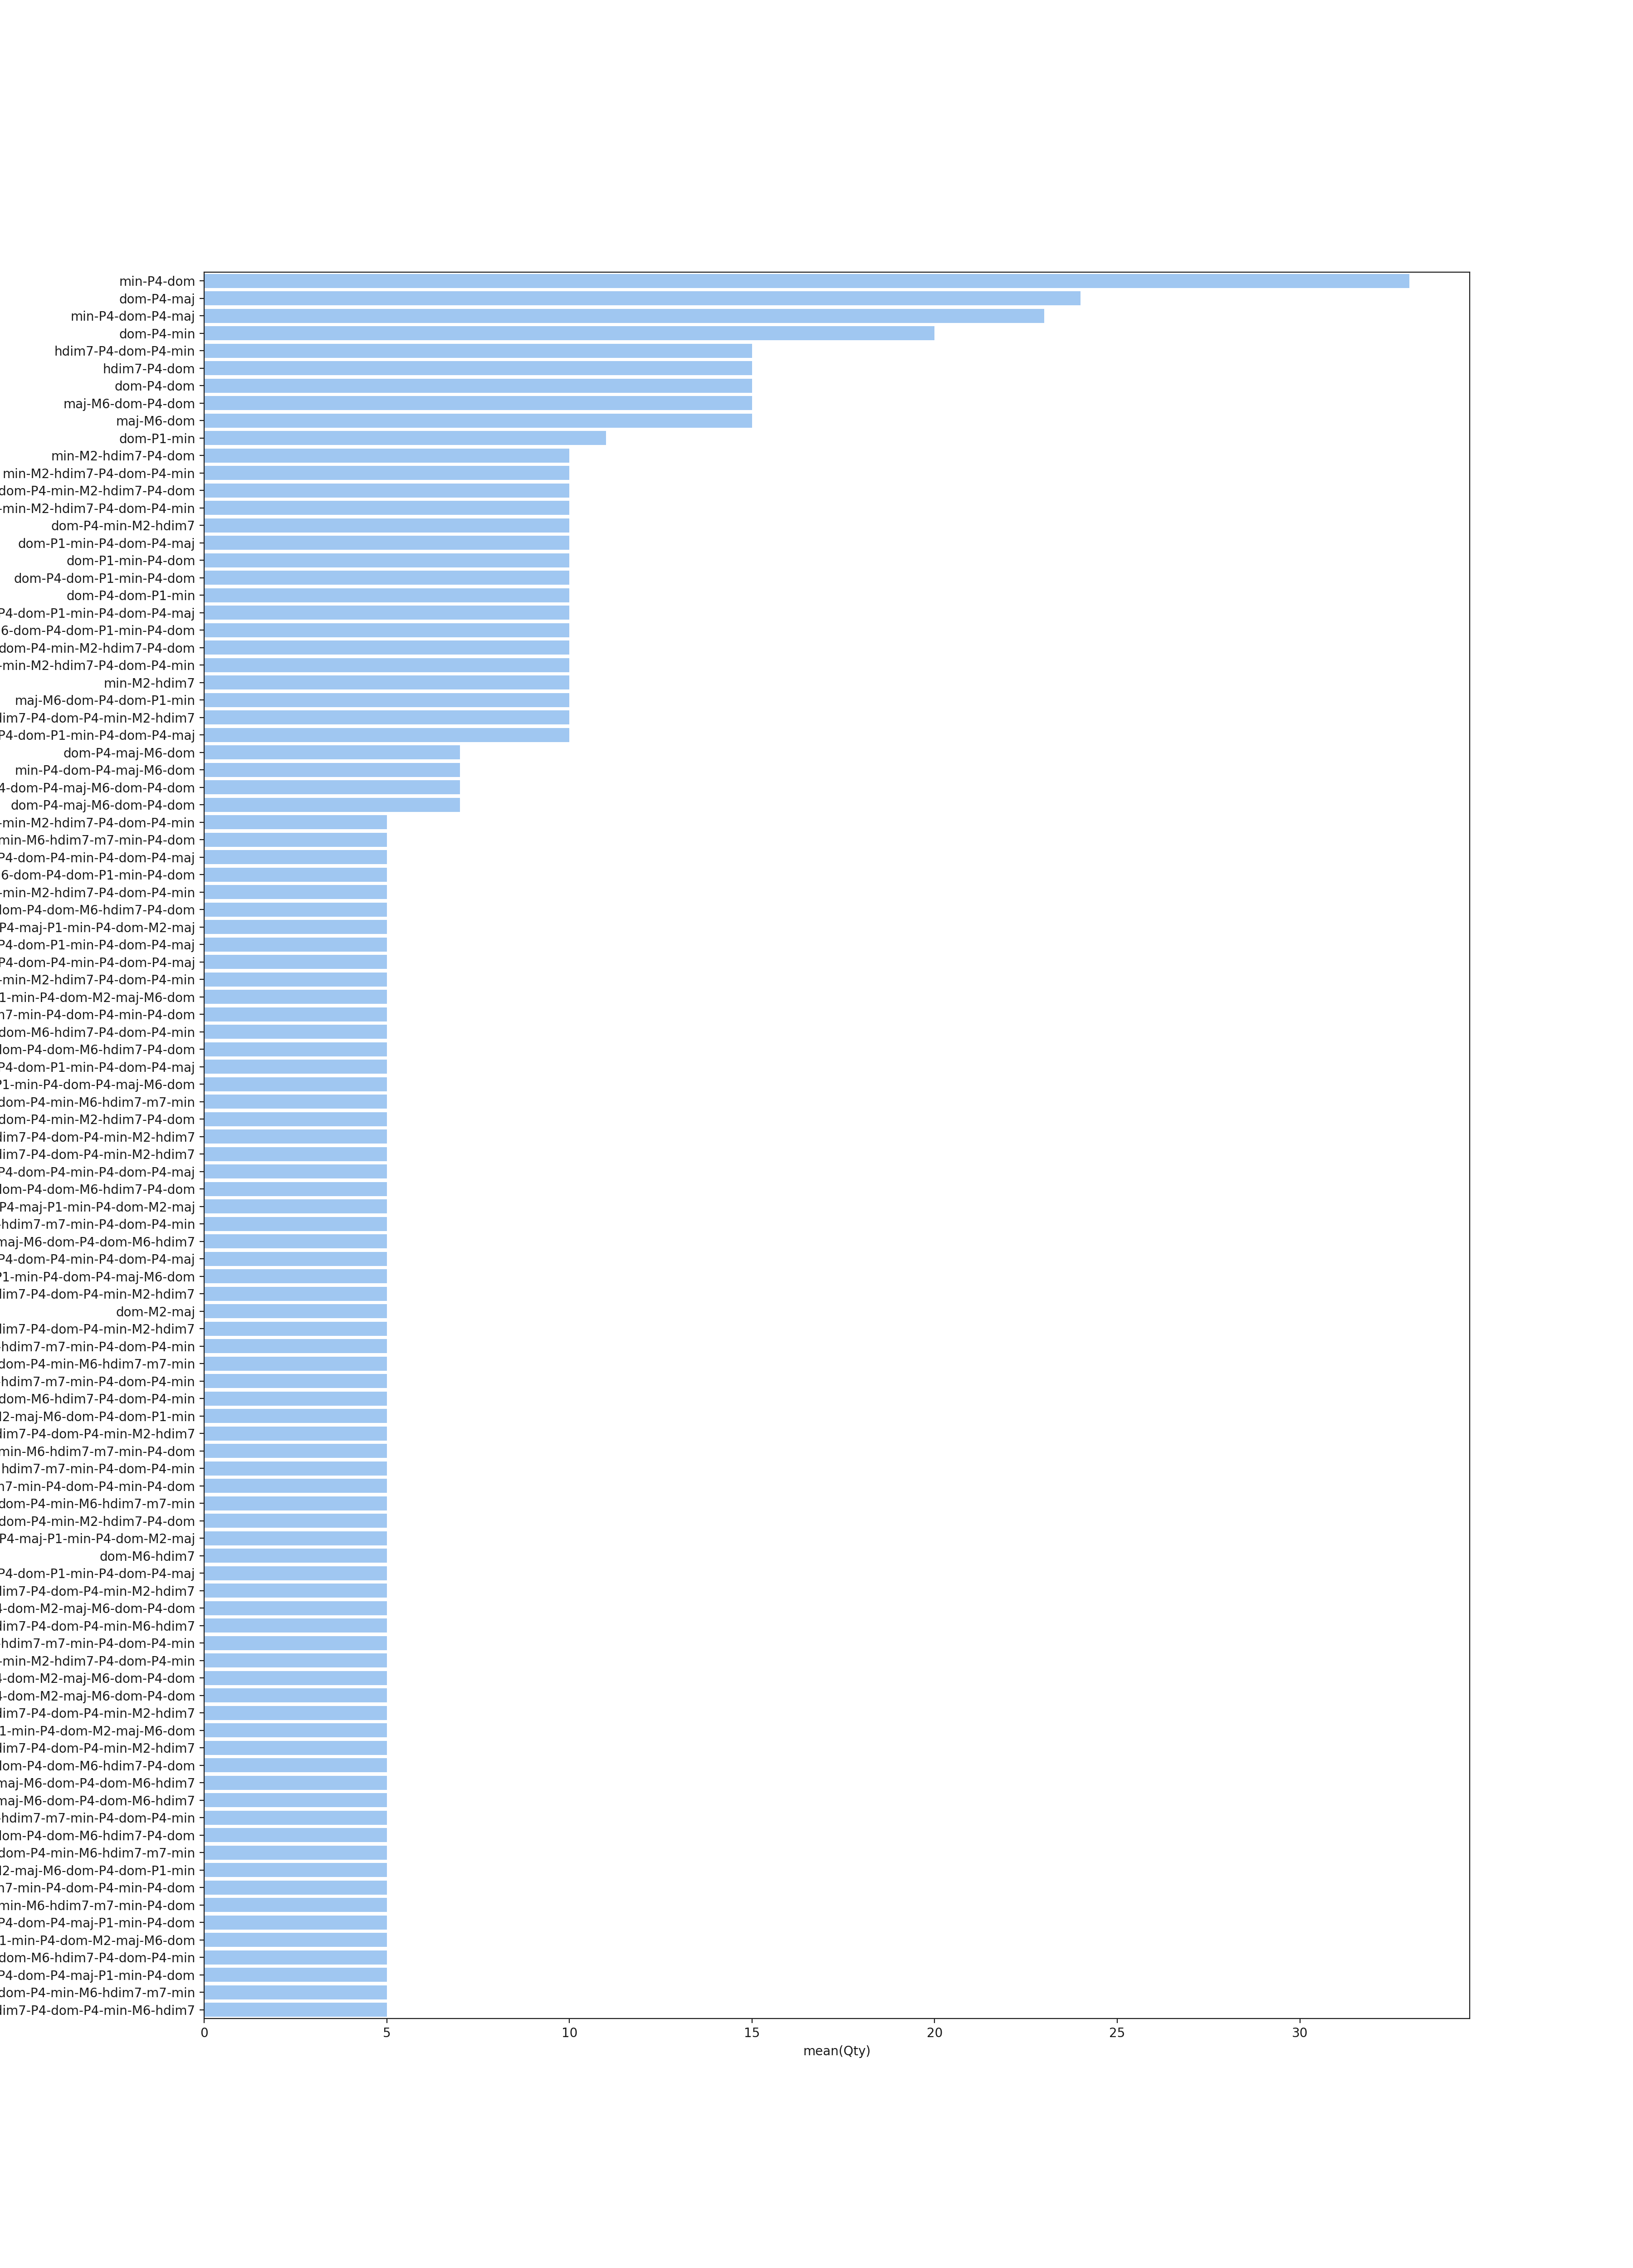 min-P4-dom
dom-P4-maj
min-P4-dom-P4-maj
dom-P4-min
hdim7-P4-dom-P4-min
hdim7-P4-dom
dom-P4-dom
maj-M6-dom-P4-dom
maj-M6-dom
dom-P1-min
min-M2-hdim7-P4-dom
min-M2-hdim7-P4-dom-P4-min
dom-P4-min-M2-hdim7-P4-dom
-min-M2-hdim7-P4-dom-P4-min
dom-P4-min-M2-hdim7
dom-P1-min-P4-dom-P4-maj
dom-P1-min-P4-dom
dom-P4-dom-P1-min-P4-dom
dom-P4-dom-P1-min
P4-dom-P1-min-P4-dom-P4-maj
6-dom-P4-dom-P1-min-P4-dom
dom-P4-min-M2-hdim7-P4-dom
-min-M2-hdim7-P4-dom-P4-min
min-M2-hdim7
maj-M6-dom-P4-dom-P1-min
dim7-P4-dom-P4-min-M2-hdim7
P4-dom-P1-min-P4-dom-P4-maj
dom-P4-maj-M6-dom
min-P4-dom-P4-maj-M6-dom
4-dom-P4-maj-M6-dom-P4-dom
dom-P4-maj-M6-dom-P4-dom
-min-M2-hdim7-P4-dom-P4-min
min-M6-hdim7-m7-min-P4-dom
P4-dom-P4-min-P4-dom-P4-maj
6-dom-P4-dom-P1-min-P4-dom
-min-M2-hdim7-P4-dom-P4-min
dom-P4-dom-M6-hdim7-P4-dom
P4-maj-P1-min-P4-dom-M2-maj
P4-dom-P1-min-P4-dom-P4-maj
P4-dom-P4-min-P4-dom-P4-maj
-min-M2-hdim7-P4-dom-P4-min
1-min-P4-dom-M2-maj-M6-dom
m7-min-P4-dom-P4-min-P4-dom
dom-M6-hdim7-P4-dom-P4-min
dom-P4-dom-M6-hdim7-P4-dom
P4-dom-P1-min-P4-dom-P4-maj
P1-min-P4-dom-P4-maj-M6-dom
dom-P4-min-M6-hdim7-m7-min
dom-P4-min-M2-hdim7-P4-dom
dim7-P4-dom-P4-min-M2-hdim7
dim7-P4-dom-P4-min-M2-hdim7
P4-dom-P4-min-P4-dom-P4-maj
dom-P4-dom-M6-hdim7-P4-dom
P4-maj-P1-min-P4-dom-M2-maj
-hdim7-m7-min-P4-dom-P4-min
maj-M6-dom-P4-dom-M6-hdim7
P4-dom-P4-min-P4-dom-P4-maj
P1-min-P4-dom-P4-maj-M6-dom
dim7-P4-dom-P4-min-M2-hdim7
dom-M2-maj
dim7-P4-dom-P4-min-M2-hdim7
-hdim7-m7-min-P4-dom-P4-min
dom-P4-min-M6-hdim7-m7-min
-hdim7-m7-min-P4-dom-P4-min
dom-M6-hdim7-P4-dom-P4-min
M2-maj-M6-dom-P4-dom-P1-min
dim7-P4-dom-P4-min-M2-hdim7
min-M6-hdim7-m7-min-P4-dom
hdim7-m7-min-P4-dom-P4-min
m7-min-P4-dom-P4-min-P4-dom
dom-P4-min-M6-hdim7-m7-min
dom-P4-min-M2-hdim7-P4-dom
P4-maj-P1-min-P4-dom-M2-maj
dom-M6-hdim7
P4-dom-P1-min-P4-dom-P4-maj
dim7-P4-dom-P4-min-M2-hdim7
4-dom-M2-maj-M6-dom-P4-dom
dim7-P4-dom-P4-min-M6-hdim7
-hdim7-m7-min-P4-dom-P4-min
-min-M2-hdim7-P4-dom-P4-min
4-dom-M2-maj-M6-dom-P4-dom
4-dom-M2-maj-M6-dom-P4-dom
dim7-P4-dom-P4-min-M2-hdim7
1-min-P4-dom-M2-maj-M6-dom
dim7-P4-dom-P4-min-M2-hdim7
dom-P4-dom-M6-hdim7-P4-dom
maj-M6-dom-P4-dom-M6-hdim7
maj-M6-dom-P4-dom-M6-hdim7
-hdim7-m7-min-P4-dom-P4-min
dom-P4-dom-M6-hdim7-P4-dom
dom-P4-min-M6-hdim7-m7-min
M2-maj-M6-dom-P4-dom-P1-min
m7-min-P4-dom-P4-min-P4-dom
min-M6-hdim7-m7-min-P4-dom
P4-dom-P4-maj-P1-min-P4-dom
1-min-P4-dom-M2-maj-M6-dom
dom-M6-hdim7-P4-dom-P4-min
P4-dom-P4-maj-P1-min-P4-dom
dom-P4-min-M6-hdim7-m7-min
dim7-P4-dom-P4-min-M6-hdim7
0 5 10 15 20 25 30
mean(Qty)